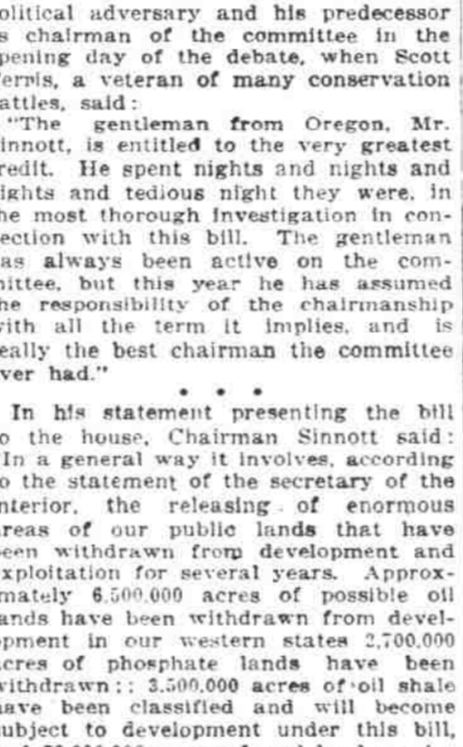 olitical adversary and his predecessor
s chairman of the committee in the
pening day of the debate, when Scott
erris, a veteran of many conservation
attles, said:
"The gentleman from Oregon, Mr.
innott, is entitled to the very greatest
redit. He spent nights and nights and
ights and tedious night they were, in
he most thorough investigation in con-
ection with this bill. The gentleman
as always been active on the com-
mittee, but this year he has assumed
he responsibility of the chairmanship
with all the term it implies, and is
eally the best chairman the committee
ver had."
• • •
In his statement presenting the bill
o the house, Chairman Sinnott said:
"In a general way it involves, according
o the statement of the secretary of the
nterior, the releasing of enormous
areas of our public lands that have
been withdrawn from development and
exploitation for several years. Approx-
mately 6,500,000 acres of possible oil
ands have been withdrawn from devel-
opment in our western states 2,700,000
acres of phosphate lands have been
withdrawn:: 3,500,000 acres of oil shale
have been classified and will become
subject to development under this bill,